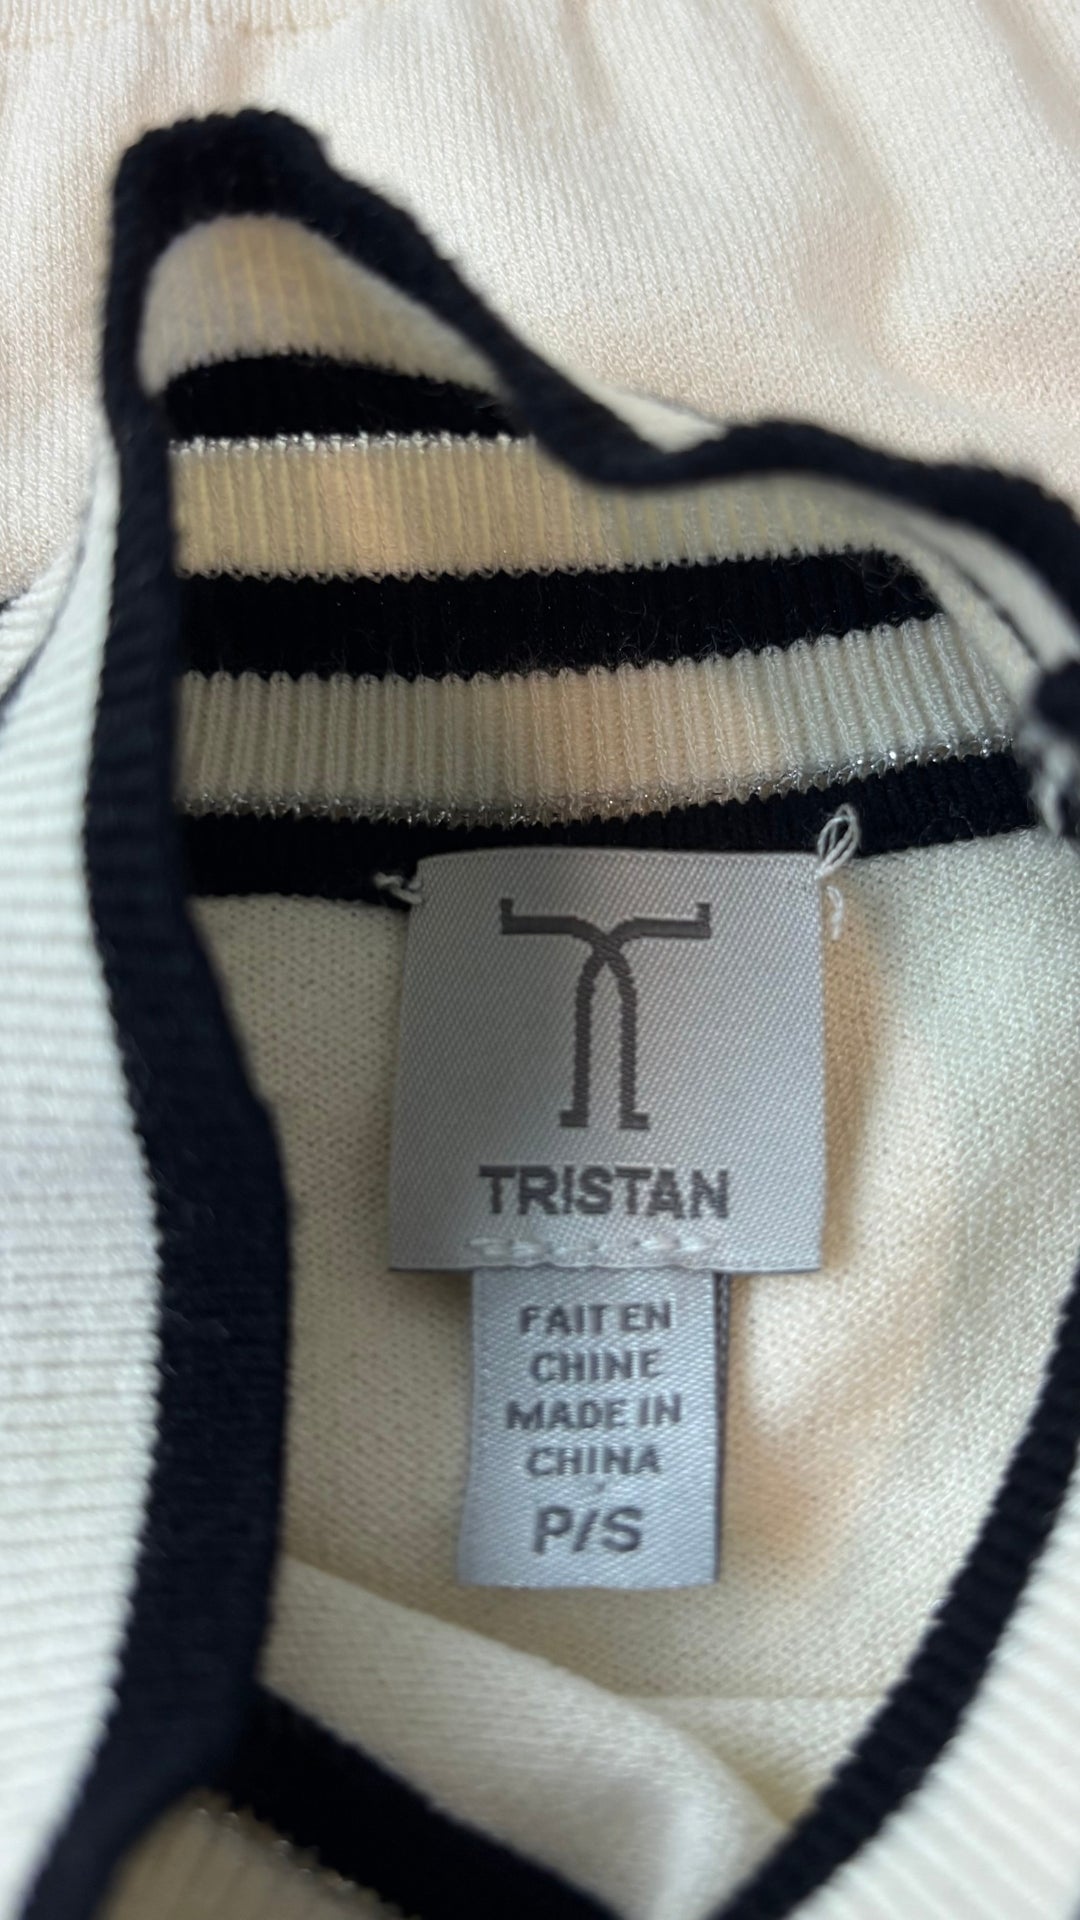 TRISTAN
FAIT EN
CHINE
MADE IN
CHINA
P/S